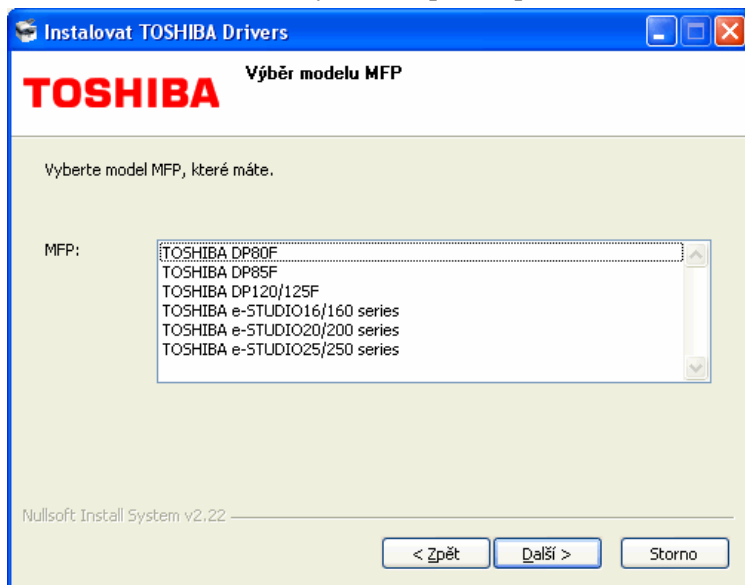 Instalovat TOSHIBA Drivers
TOSHIBA
Výběr modelu MFP
Vyberte model MFP, které máte.
MFP:
TOSHIBA DP80F
TOSHIBA DP85F
TOSHIBA DP120/125F
TOSHIBA e-STUDIO16/160 series
TOSHIBA e-STUDIO20/200 series
TOSHIBA e-STUDIO25/250 series
Nullsoft Install System v2.22
< Zpět
Další >
Storno